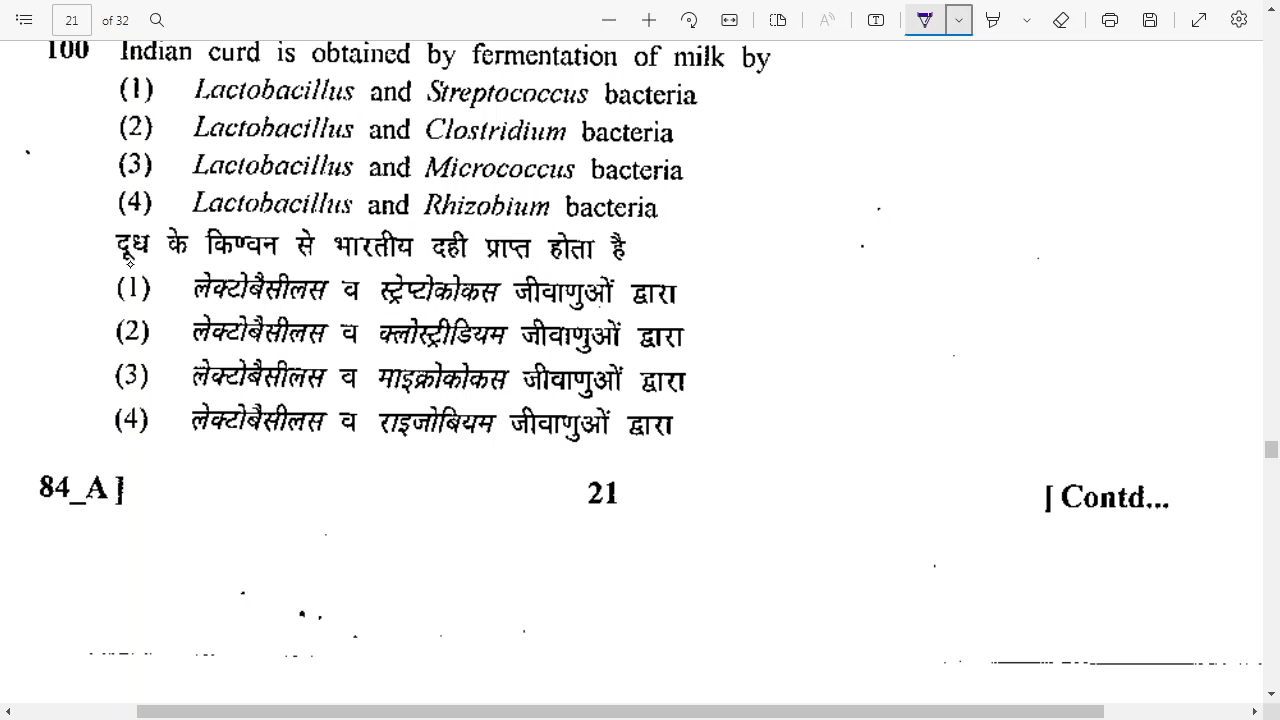 21 of 32
100 Indian curd is obtained by fermentation of milk by
(1) Lactobacillus and Streptococcus bacteria
(2) Lactobacillus and Clostridium bacteria
(3) Lactobacillus and Micrococcus bacteria
(4) Lactobacillus and Rhizobium bacteria
दूध के किण्वन से भारतीय दही प्राप्त होता है
(1) लेक्टोबैसीलस व स्ट्रेप्टोकोकस जीवाणुओं द्वारा
(2) लेक्टोबैसीलस व क्लोस्ट्रीडियम जीवाणुओं द्वारा
(3) लेक्टोबैसीलस व माइक्रोकोकस जीवाणुओं द्वारा
(4) लेक्टोबैसीलस व राइजोबियम जीवाणुओं द्वारा
84_A ] 21 [ Contd...